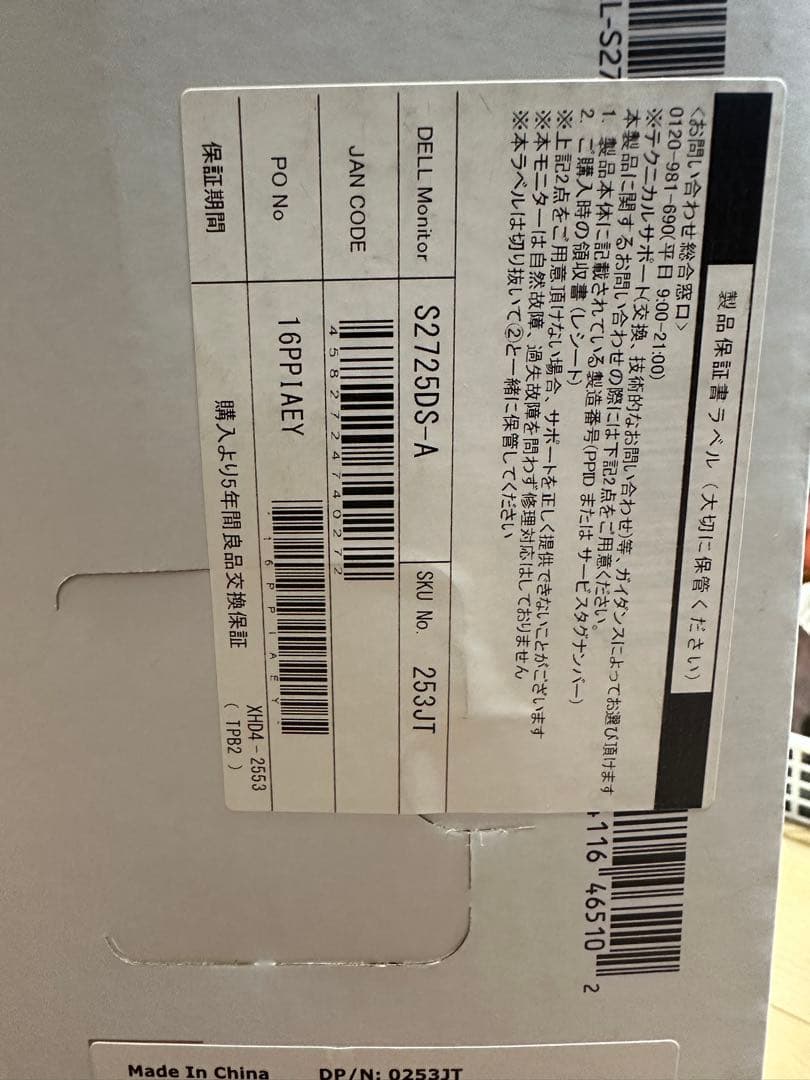 L-S27
製品保証書ラベル（大切に保管ください）
<お問い合わせ総合窓口>
0120-981-690(平日 9:00-21:00)
※テクニカルサポート(交換、技術的なお問い合わせ)等、ガイダンスによってお選び頂けます
本製品に関するお問い合わせの際には下記2点をご用意ください。
1. 製品本体に記載されている製造番号(PPID または サービスタグナンバー)
2. ご購入時の領収書(レシート)
※上記2点をご用意頂けない場合、サポートを正しく提供できないことがございます
※本モニターは自然故障、過失故障を問わず修理対応はしておりません
※本ラベルは切り抜いて②と一緒に保管してください
DELL Monitor S2725DS-A SKU No. 253JT
JAN CODE 4582724740272
PO No 16PPIAEY 16PPIAEY
保証期間 購入より5年間良品交換保証 XHD4-2553
( TPB2 )
4116 46510 2
Made In China DP/N: 0253JT